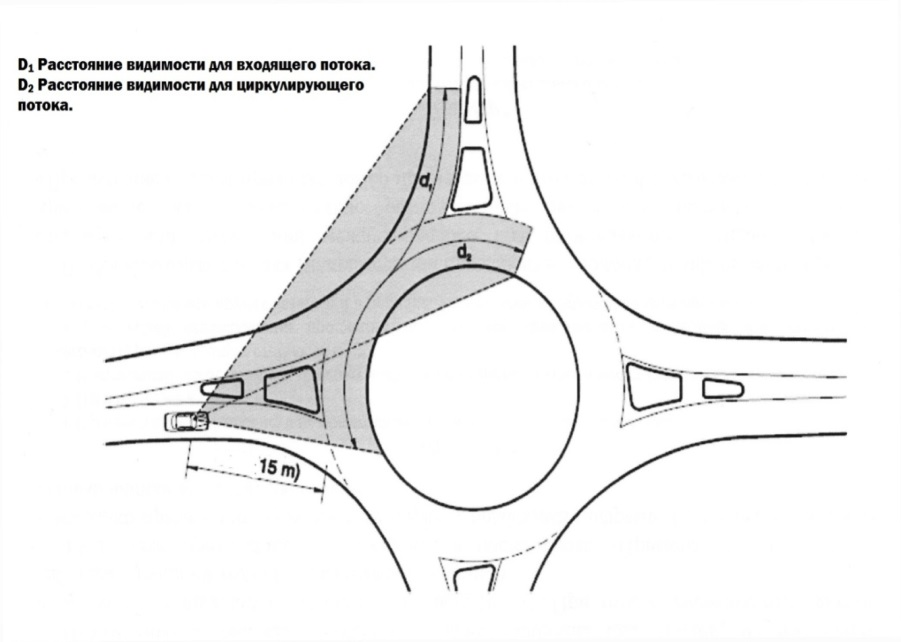 D₁ Расстояние видимости для входящего потока.
D₂ Расстояние видимости для циркулирующего
потока.
d₁
d₂
15 m)